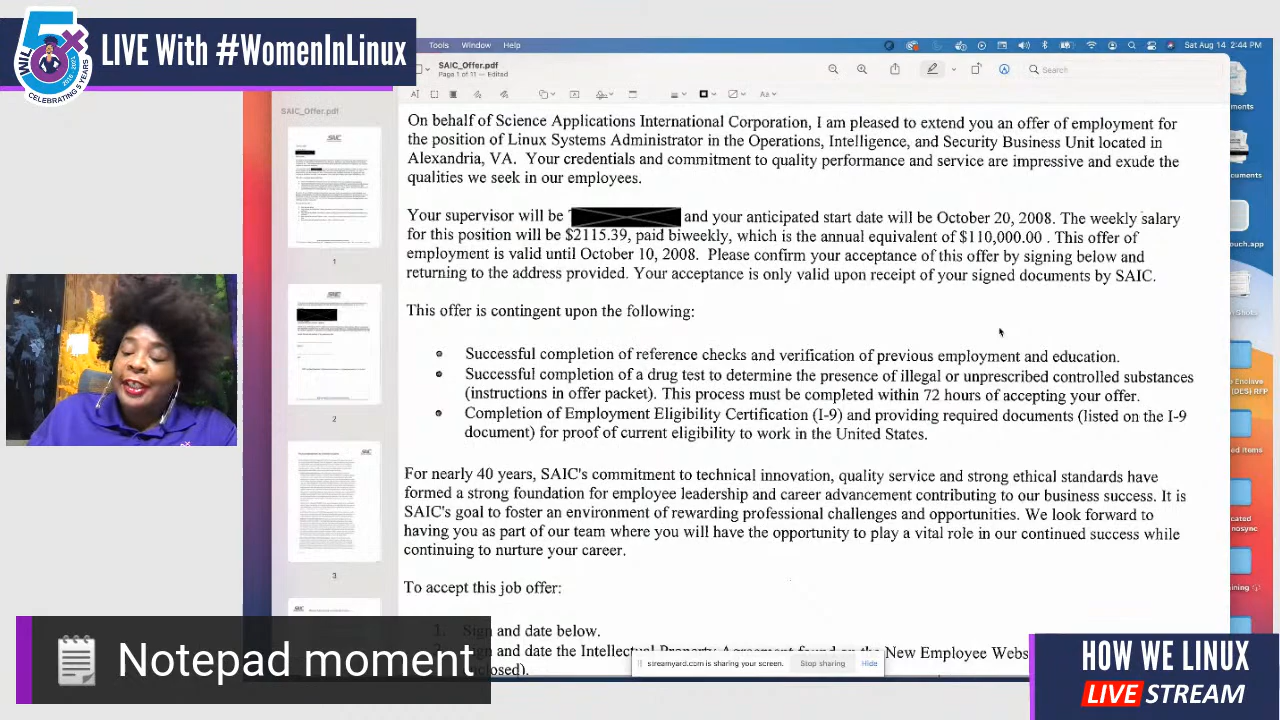 5x
WIL
2016-2021
CELEBRATING 5 YEARS
LIVE With #WomenInLinux
Tools Window Help
Sat Aug 14 2:44 PM
SAIC_Offer.pdf
Page 1 of 11 — Edited
Search
SAIC_Offer.pdf
On behalf of Science Applications International Corporation, I am pleased to extend you an offer of employment for
the position of Linux Systems Administrator in the Operations, Intelligence, and Security Business Unit located in
Alexandria, VA. Your credentials and commitment to quality performance and service are impressive and exude the
qualities we seek in our employees.
Your supervisor will be and your anticipated start date will be October 20, 2008. The weekly salary
for this position will be $2115.39, paid biweekly, which is the annual equivalent of $110,000.00 . This offer of
employment is valid until October 10, 2008. Please confirm your acceptance of this offer by signing below and
returning to the address provided. Your acceptance is only valid upon receipt of your signed documents by SAIC.
This offer is contingent upon the following:
Successful completion of reference checks and verification of previous employment and education.
Successful completion of a drug test to determine the presence of illegal or unprescribed controlled substances
(instructions in offer packet). This process must be completed within 72 hours of accepting your offer.
Completion of Employment Eligibility Certification (I-9) and providing required documents (listed on the I-9
document) for proof of current eligibility to work in the United States.
For nearly 40 years, SAIC's commitment to technical innovation, quality service and strong ethical standards have
formed a strong foundation for employee leadership and career advancement contributing to our business success. It is
SAIC's goal to foster an environment of rewarding professional challenges and opportunities. We look forward to
having you as part of our team where you will have the opportunity to play a vital role in our continued success while
continuing to nurture your career.
To accept this job offer:
1. Sign and date below.
and date the Intellectual Property Agreement found on the New Employee Webs
closed).
1
2
3
streamyard.com is sharing your screen. Stop sharing Hide
Notepad moment
HOW WE LINUX
LIVE STREAM